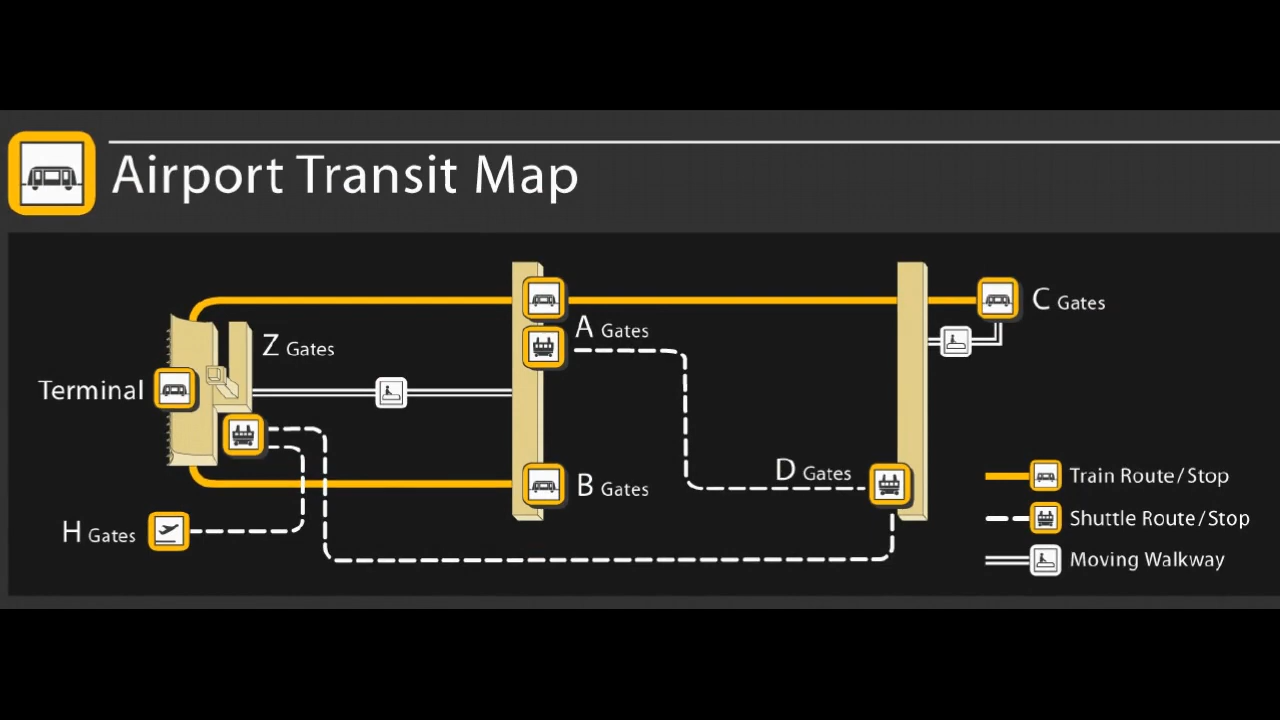 Airport Transit Map
C Gates
A Gates
Z Gates
Terminal
D Gates
B Gates
H Gates
Train Route/Stop
Shuttle Route/Stop
Moving Walkway